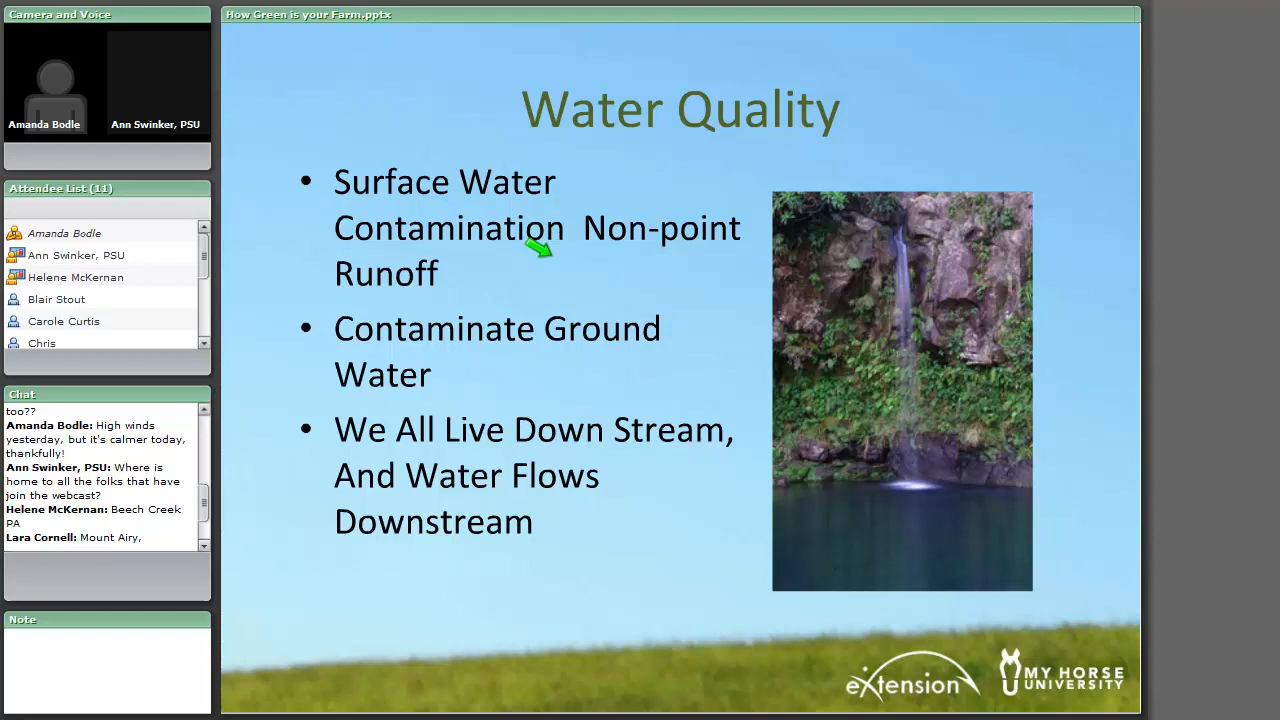 Camera and Voice
Amanda Bodle
Ann Swinker, PSU
Attendee List (11)
Amanda Bodle
Ann Swinker, PSU
Helene McKernan
Blair Stout
Carole Curtis
Chris
Chat
too??
Amanda Bodle: High winds
yesterday, but it's calmer today,
thankfully!
Ann Swinker, PSU: Where is
home to all the folks that have
join the webcast?
Helene McKernan: Beech Creek
PA
Lara Cornell: Mount Airy,
Note
How Green is your Farm.pptx
Water Quality
• Surface Water
Contamination Non-point
Runoff
• Contaminate Ground
Water
• We All Live Down Stream,
And Water Flows
Downstream
eXtension
MY HORSE
UNIVERSITY